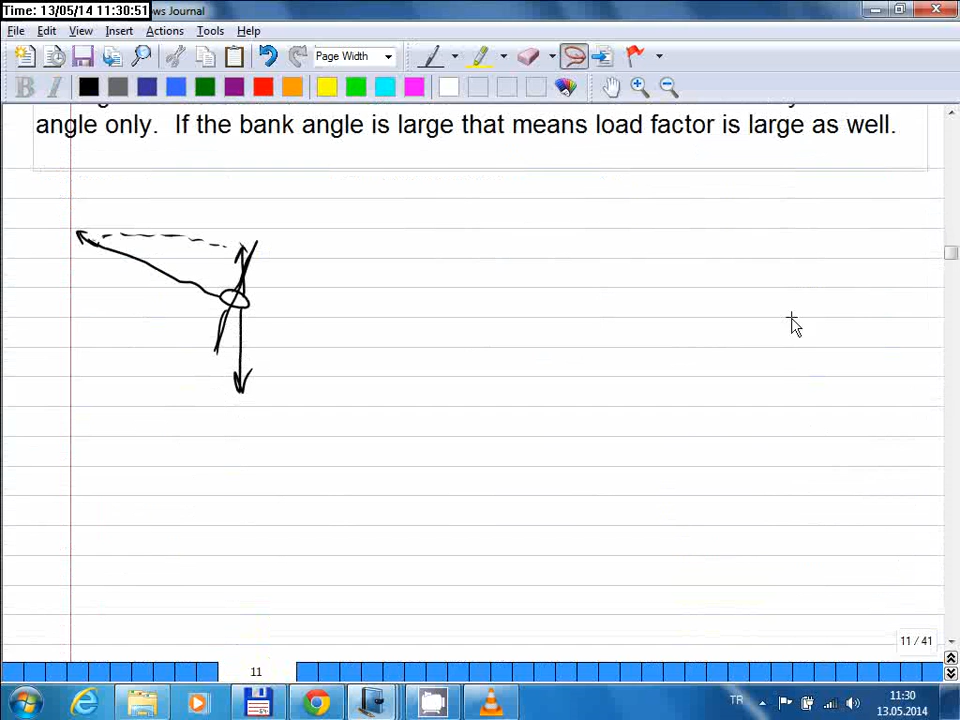 Time: 13/05/14 11:30:51
ows Journal
File Edit View Insert Actions Tools Help
Page Width
angle only. If the bank angle is large that means load factor is large as well.
11 / 41
11
TR
11:30
13.05.2014